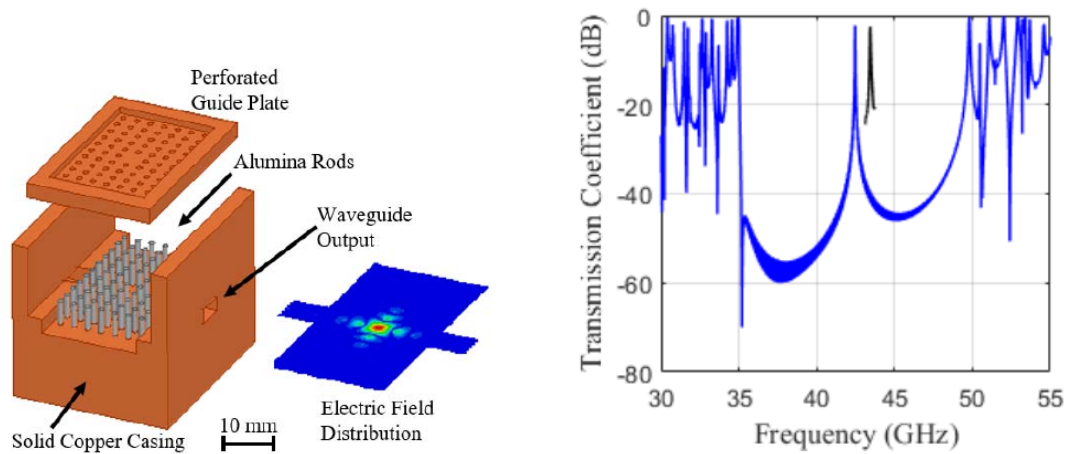 Perforated
Guide Plate
Alumina Rods
Waveguide
Output
Electric Field
Distribution
Solid Copper Casing
10 mm
Transmission Coefficient (dB)
0
-20
-40
-60
-80
30
35
40
45
50
55
Frequency (GHz)